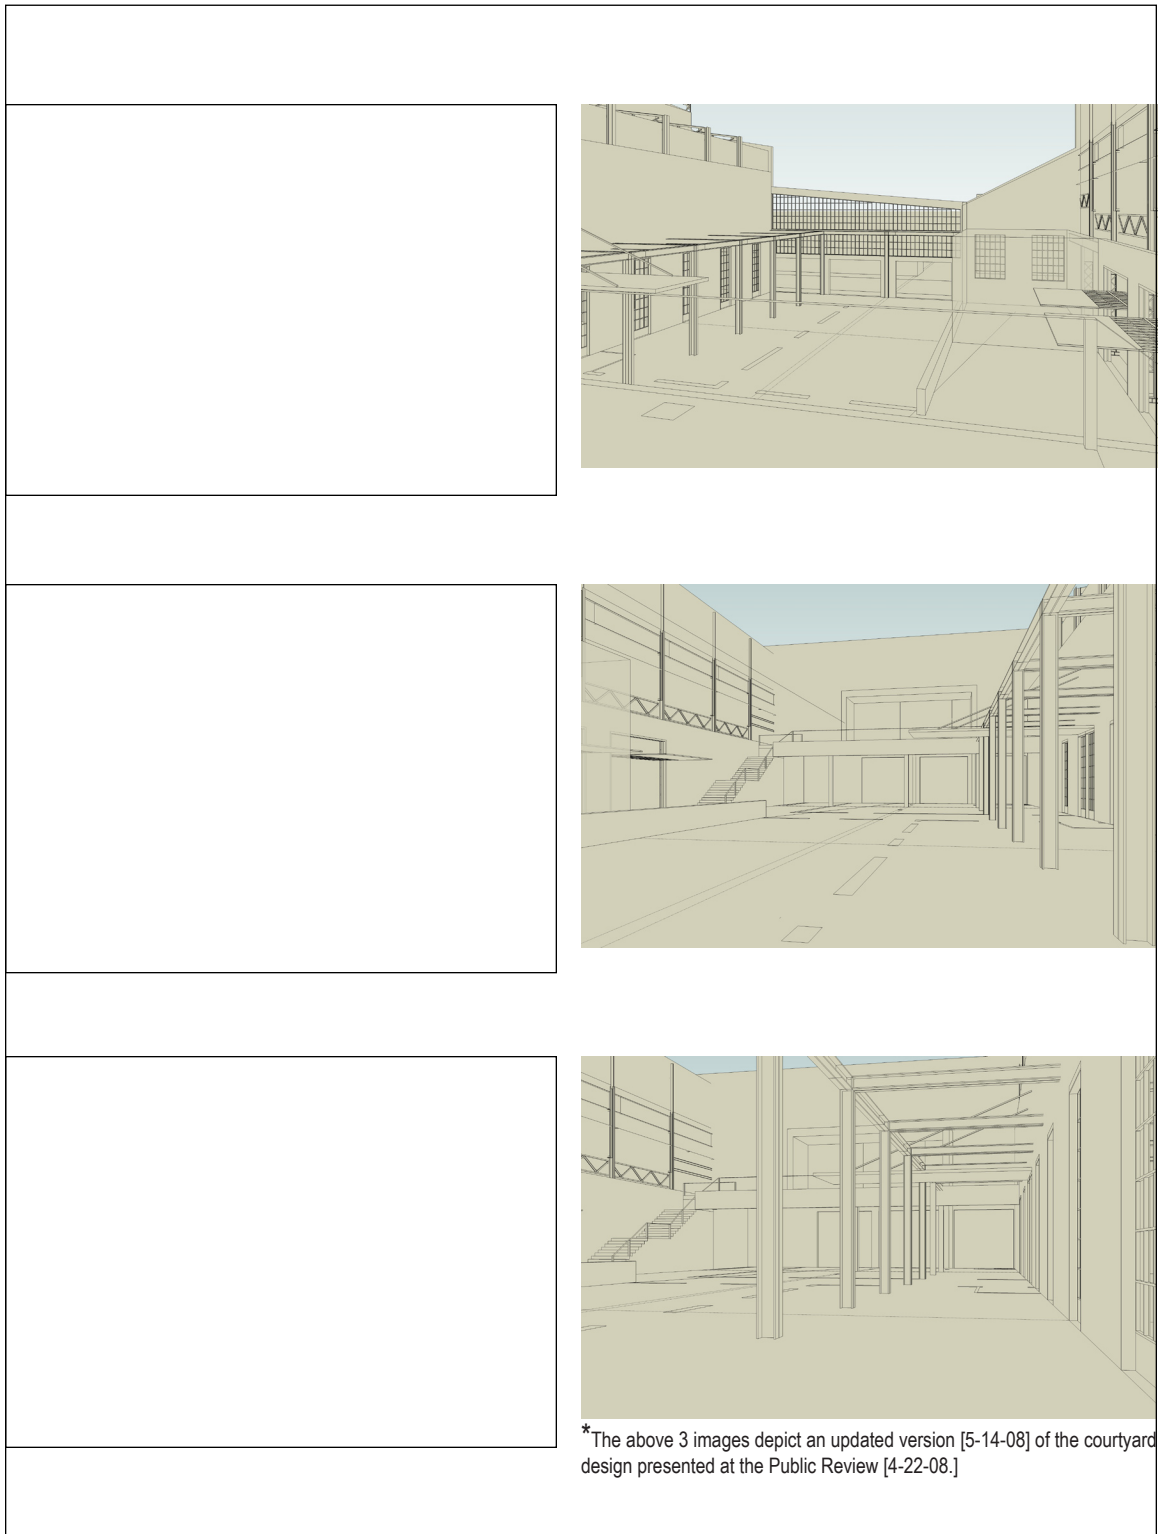 *The above 3 images depict an updated version [5-14-08] of the courtyard
design presented at the Public Review [4-22-08.]